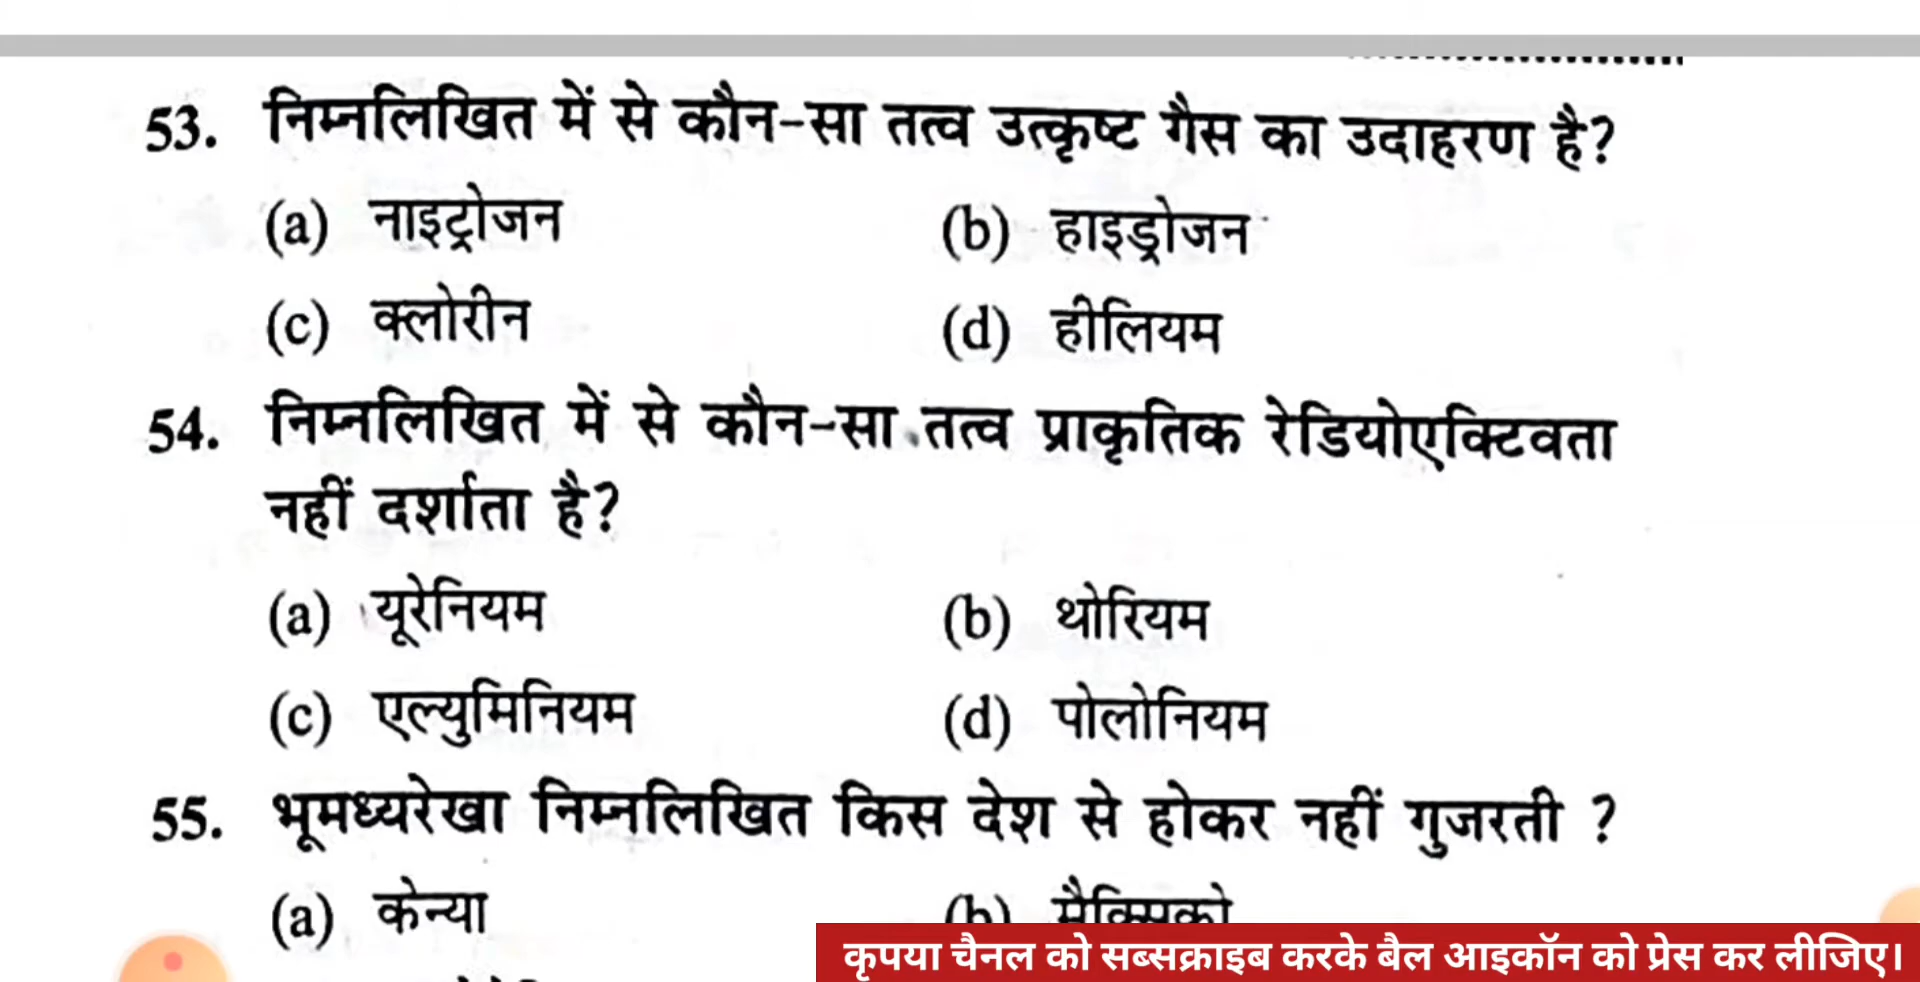 53. निम्नलिखित में से कौन-सा तत्व उत्कृष्ट गैस का उदाहरण है?
(a) नाइट्रोजन (b) हाइड्रोजन
(c) क्लोरीन (d) हीलियम
54. निम्नलिखित में से कौन-सा तत्व प्राकृतिक रेडियोएक्टिवता
नहीं दर्शाता है?
(a) यूरेनियम (b) थोरियम
(c) एल्युमिनियम (d) पोलोनियम
55. भूमध्यरेखा निम्नलिखित किस देश से होकर नहीं गुजरती ?
(a) केन्या (b) मैक्सिको
कृपया चैनल को सब्सक्राइब करके बैल आइकॉन को प्रेस कर लीजिए।